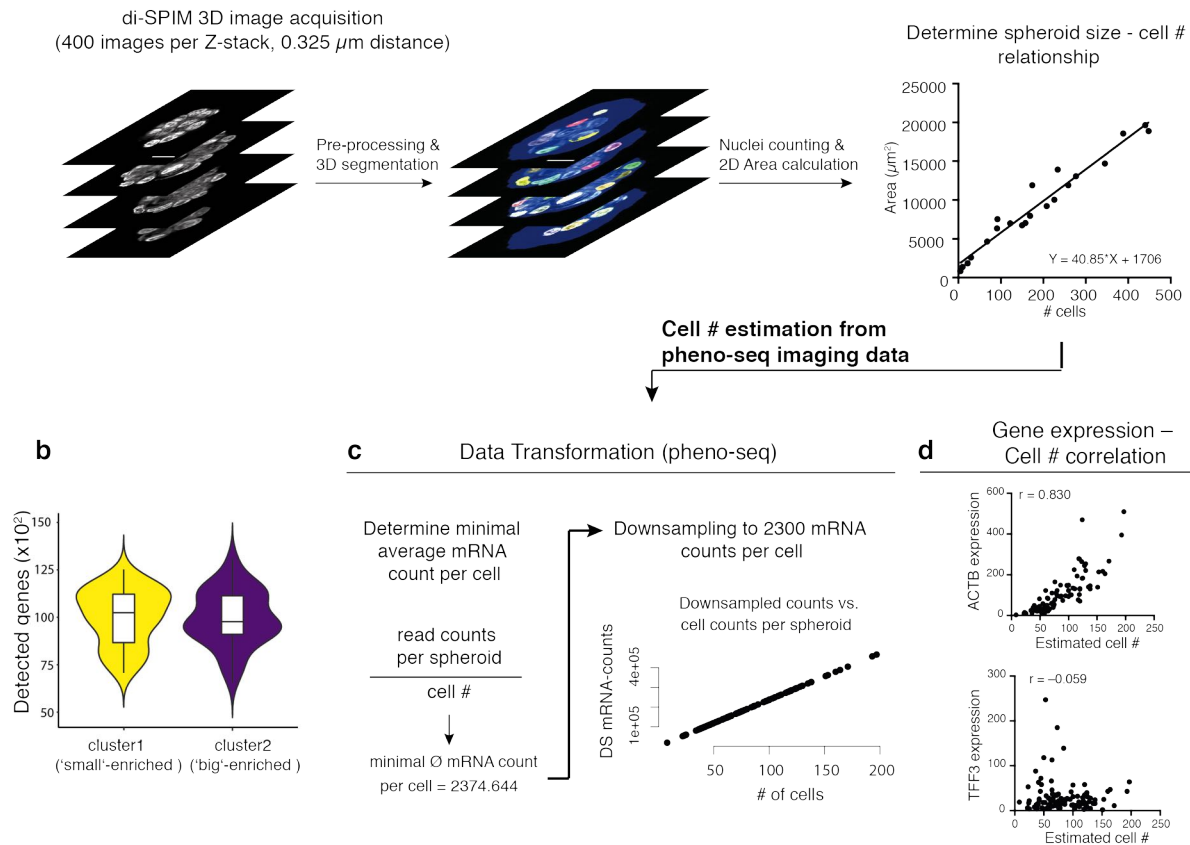 di-SPIM 3D image acquisition
(400 images per Z-stack, 0.325 µm distance)
Pre-processing &
3D segmentation
Nuclei counting &
2D Area calculation
Determine spheroid size - cell #
relationship
Area (µm²)
25000
20000
15000
10000
5000
0
Y = 40.85*X + 1706
0 100 200 300 400 500
# cells
Cell # estimation from
pheno-seq imaging data
b
Detected genes (x10²)
150
125
100
75
50
cluster1
('small'-enriched )
cluster2
('big'-enriched )
c
Data Transformation (pheno-seq)
Determine minimal
average mRNA
count per cell
read counts
per spheroid
cell #
minimal Ø mRNA count
per cell = 2374.644
Downsampling to 2300 mRNA
counts per cell
Downsampled counts vs.
cell counts per spheroid
DS mRNA-counts
4e+05
1e+05
50 100 150 200
# of cells
d
Gene expression –
Cell # correlation
ACTB expression
600
400
200
0
r = 0.830
0 50 100 150 200 250
Estimated cell #
TFF3 expression
300
200
100
0
r = –0.059
0 50 100 150 200 250
Estimated cell #